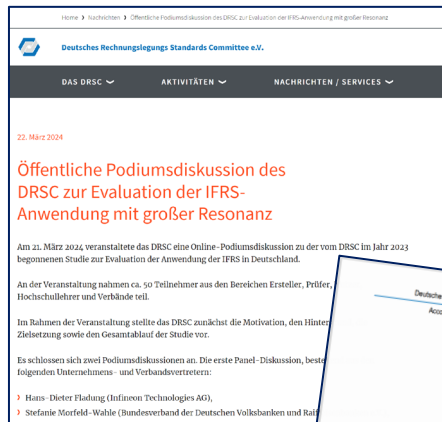 Home > Nachrichten > Öffentliche Podiumsdiskussion des DRSC zur Evaluation der IFRS-Anwendung mit großer Resonanz
Deutsches Rechnungslegungs Standards Committee e.V.
DAS DRSC AKTIVITÄTEN NACHRICHTEN / SERVICES
22. März 2024
Öffentliche Podiumsdiskussion des
DRSC zur Evaluation der IFRS-
Anwendung mit großer Resonanz
Am 21. März 2024 veranstaltete das DRSC eine Online-Podiumsdiskussion zu der vom DRSC im Jahr 2023
begonnenen Studie zur Evaluation der Anwendung der IFRS in Deutschland.
An der Veranstaltung nahmen ca. 50 Teilnehmer aus den Bereichen Ersteller, Prüfer,
Hochschullehrer und Verbände teil.
Im Rahmen der Veranstaltung stellte das DRSC zunächst die Motivation, den
Zielsetzung sowie den Gesamtablauf der Studie vor.
Es schlossen sich zwei Podiumsdiskussionen an. Die erste Panel-Diskussion,
folgenden Unternehmens- und Verbandsvertretern:
> Hans-Dieter Fladung (Infineon Technologies AG),
> Stefanie Morfeld-Wahle (Bundesverband der Deutschen Volksbanken und